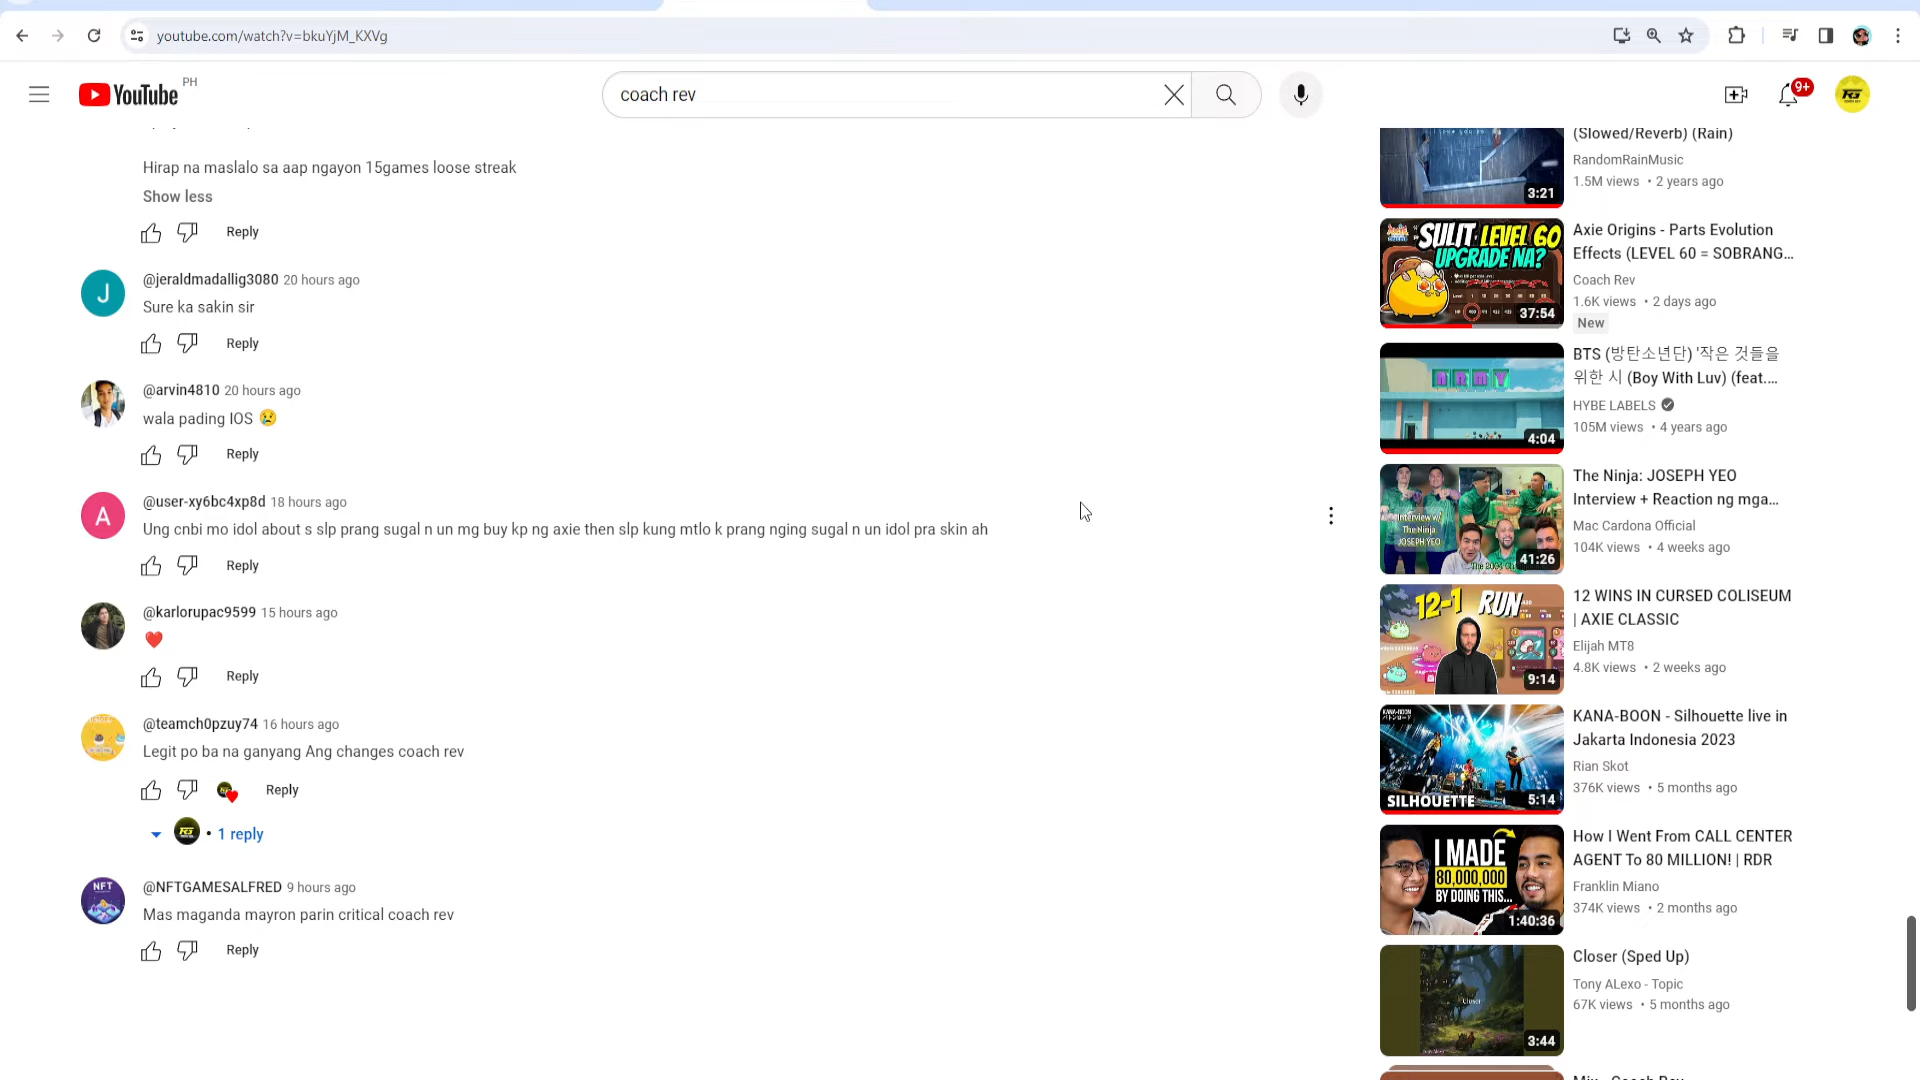 youtube.com/watch?v=bkuYjM_KXVg
YouTube PH
coach rev
9+
Hirap na maslalo sa aap ngayon 15games loose streak
Show less
Reply
J
@jeraldmadallig3080 20 hours ago
Sure ka sakin sir
Reply
@arvin4810 20 hours ago
wala pading IOS 😢
Reply
A
@user-xy6bc4xp8d 18 hours ago
Ung cnbi mo idol about s slp prang sugal n un mg buy kp ng axie then slp kung mtlo k prang nging sugal n un idol pra skin ah
Reply
@karlorupac9599 15 hours ago
❤️
Reply
@teamch0pzuy74 16 hours ago
Legit po ba na ganyang Ang changes coach rev
Reply
• 1 reply
NFT
@NFTGAMESALFRED 9 hours ago
Mas maganda mayron parin critical coach rev
Reply
3:21
(Slowed/Reverb) (Rain)
RandomRainMusic
1.5M views • 2 years ago
SULIT LEVEL 60
UPGRADE NA?
37:54
Axie Origins - Parts Evolution
Effects (LEVEL 60 = SOBRANG...
Coach Rev
1.6K views • 2 days ago
New
ARMY
4:04
BTS (방탄소년단) '작은 것들을
위한 시 (Boy With Luv) (feat....
HYBE LABELS
105M views • 4 years ago
Interview w/
The Ninja
JOSEPH YEO
41:26
The Ninja: JOSEPH YEO
Interview + Reaction ng mga...
Mac Cardona Official
104K views • 4 weeks ago
12-1 RUN
9:14
12 WINS IN CURSED COLISEUM
| AXIE CLASSIC
Elijah MT8
4.8K views • 2 weeks ago
KANA-BOON
SILHOUETTE
5:14
KANA-BOON - Silhouette live in
Jakarta Indonesia 2023
Rian Skot
376K views • 5 months ago
I MADE
80,000,000
BY DOING THIS...
1:40:36
How I Went From CALL CENTER
AGENT To 80 MILLION! | RDR
Franklin Miano
374K views • 2 months ago
Closer
3:44
Closer (Sped Up)
Tony ALexo - Topic
67K views • 5 months ago